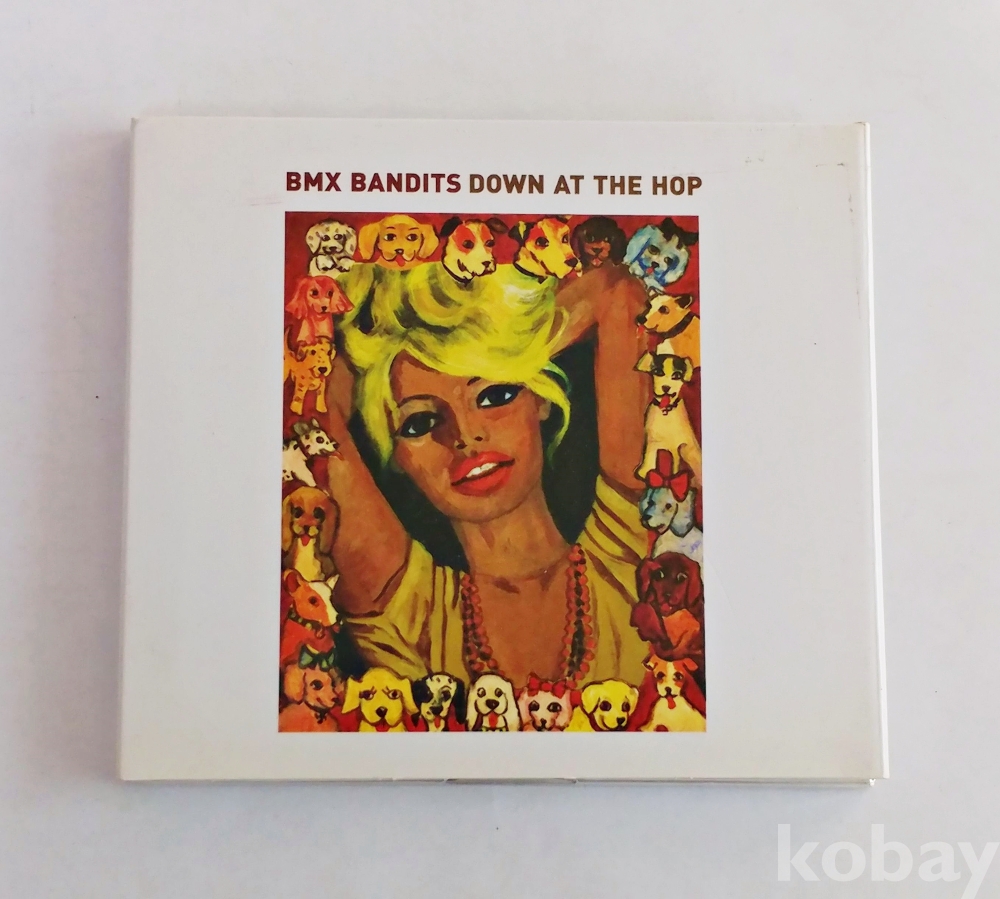 BMX BANDITS DOWN AT THE HOP
kobay